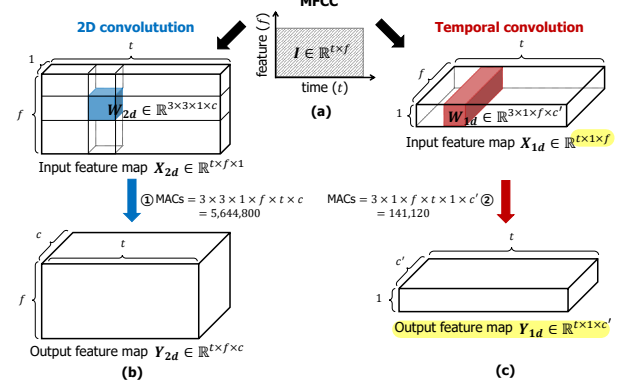 MFCC
2D convolutution
Temporal convolution
feature (f)
I ∈ ℝ^{t×f}
time (t)
(a)
1
t
f
W_{2d} ∈ ℝ^{3×3×1×c}
Input feature map X_{2d} ∈ ℝ^{t×f×1}
t
f
1
W_{1d} ∈ ℝ^{3×1×f×c′}
Input feature map X_{1d} ∈ ℝ^{t×1×f}
① MACs = 3 × 3 × 1 × f × t × c
= 5,644,800
MACs = 3 × 1 × f × t × 1 × c′ ②
= 141,120
c
t
f
Output feature map Y_{2d} ∈ ℝ^{t×f×c}
(b)
t
c′
1
Output feature map Y_{1d} ∈ ℝ^{t×1×c′}
(c)